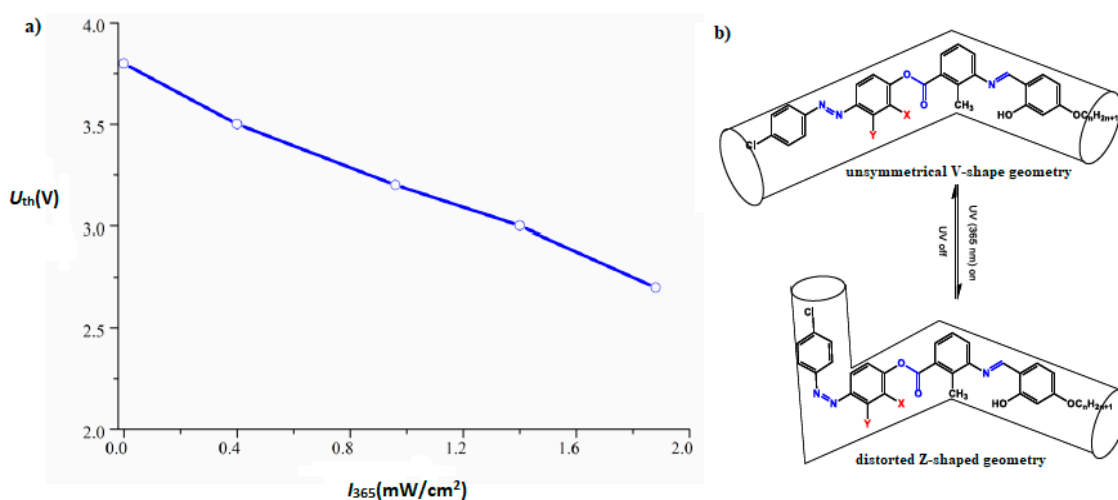 a)
4.0
3.5
3.0
2.5
2.0
Uth(V)
0.0
0.4
0.8
1.2
1.6
2.0
I365(mW/cm2)
b)
Cl
N=N
Y
X
O
O
CH3
N
HO
OCnH2n+1
unsymmetrical V-shape geometry
UV (365 nm) on
UV off
Cl
N=N
Y
X
O
O
CH3
N
HO
OCnH2n+1
distorted Z-shaped geometry